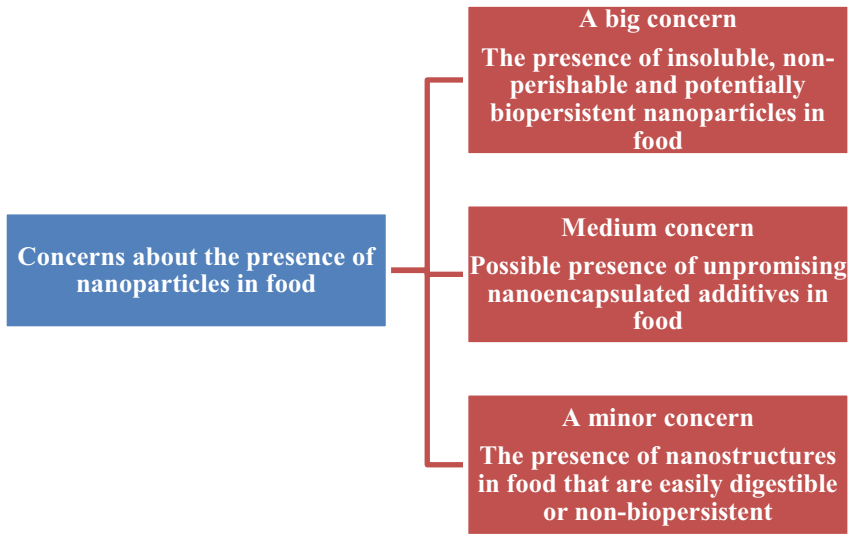 Concerns about the presence of
nanoparticles in food
A big concern
The presence of insoluble, non-
perishable and potentially
biopersistent nanoparticles in
food
Medium concern
Possible presence of unpromising
nanoencapsulated additives in
food
A minor concern
The presence of nanostructures
in food that are easily digestible
or non-biopersistent